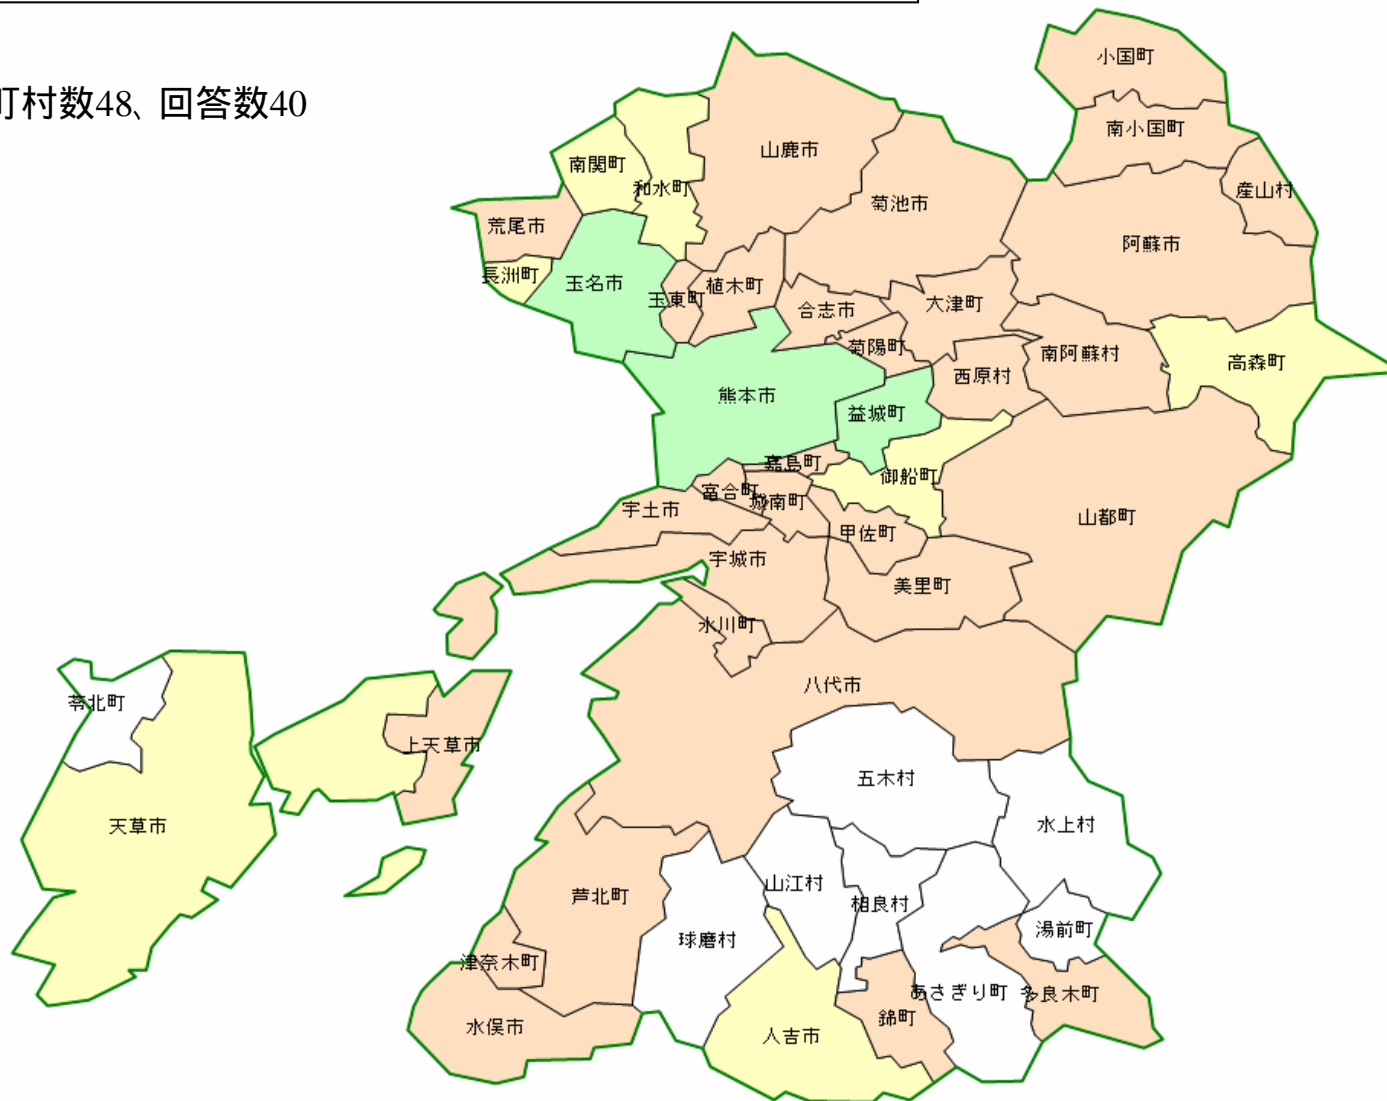 町村数48、回答数40
小国町
南小国町
産山村
阿蘇市
山鹿市
菊池市
南関町
和水町
荒尾市
長洲町
玉名市
玉東町
植木町
合志市
大津町
菊陽町
西原村
南阿蘇村
高森町
熊本市
益城町
御船町
嘉島町
富合町
城南町
宇土市
甲佐町
山都町
宇城市
美里町
氷川町
八代市
苓北町
上天草市
天草市
五木村
水上村
山江村
相良村
湯前町
芦北町
球磨村
津奈木町
あさぎり町
多良木町
水俣市
錦町
人吉市